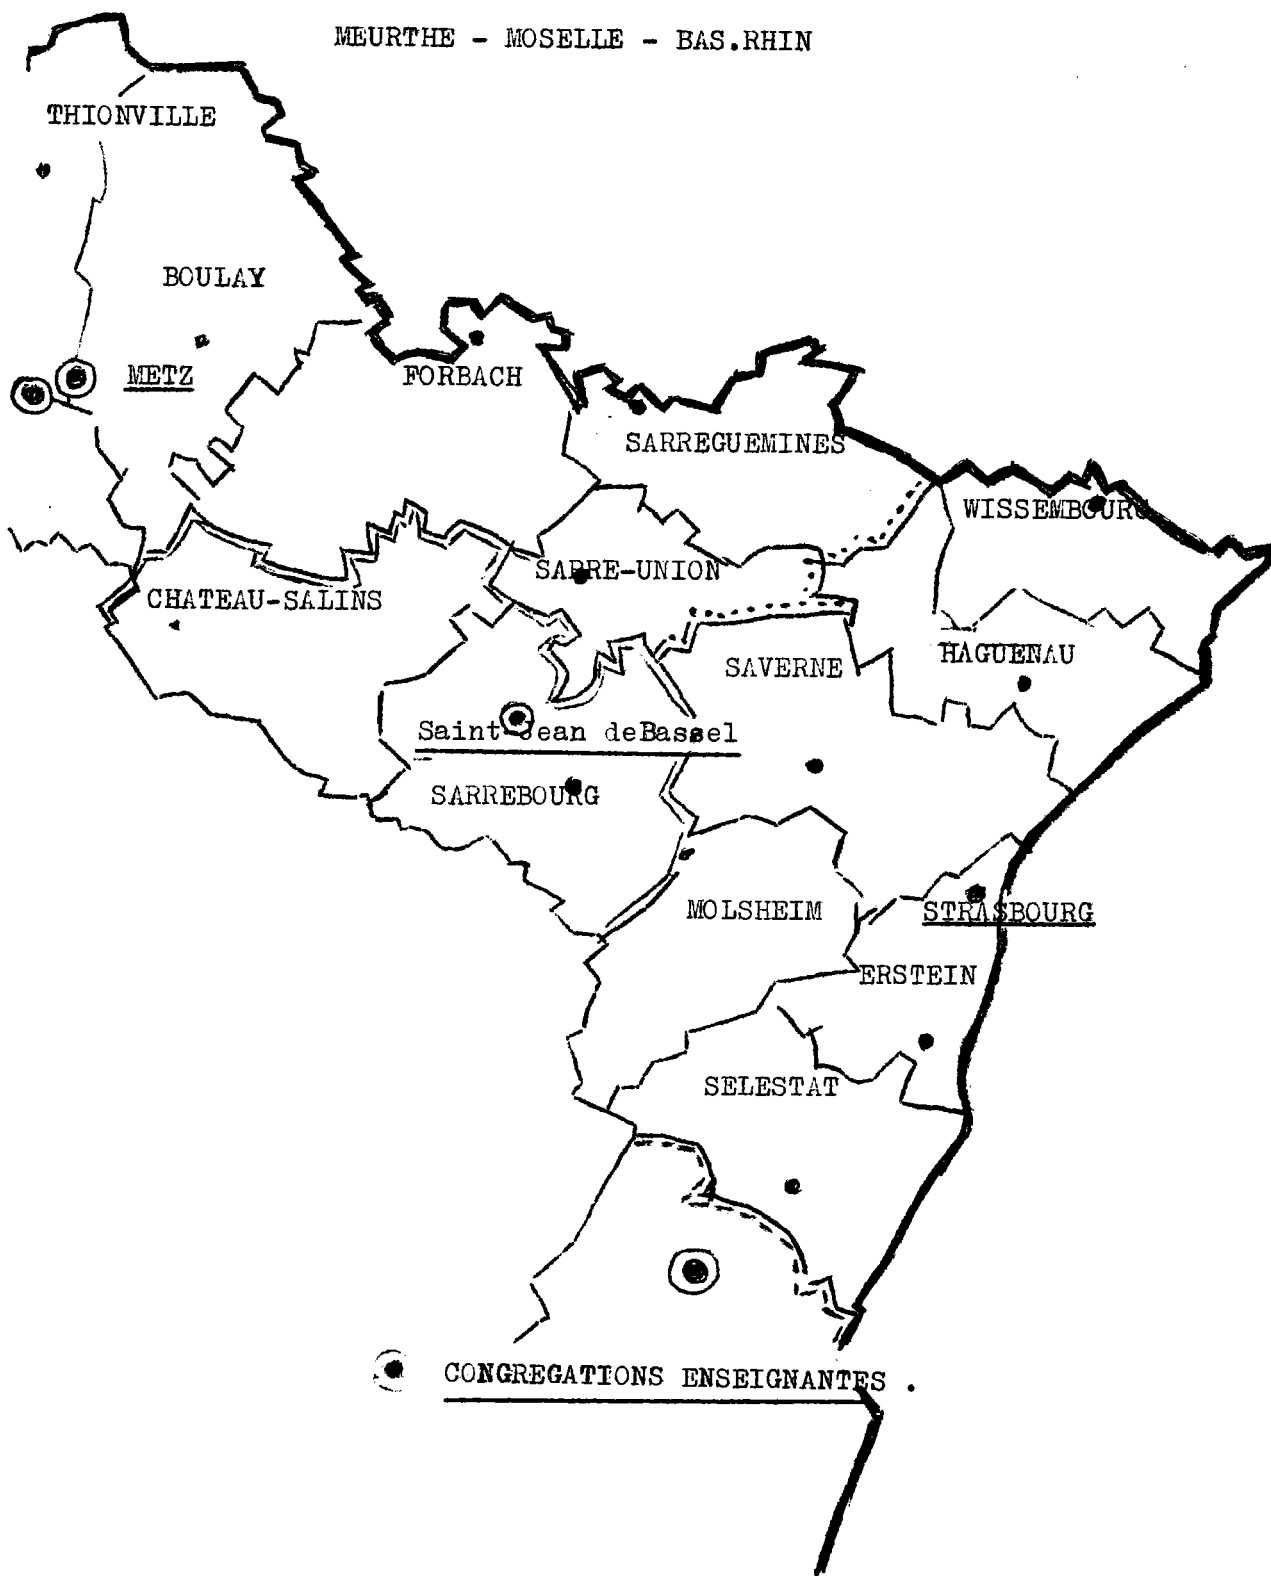 MEURTHE - MOSELLE - BAS.RHIN
THIONVILLE
BOULAY
METZ
FORBACH
SARREGUEMINES
WISSEMBOURG
SARRE-UNION
CHATEAU-SALINS
HAGUENAU
SAVERNE
Saint-Jean deBassel
SARREBOURG
MOLSHEIM
STRASBOURG
ERSTEIN
SELESTAT
CONGREGATIONS ENSEIGNANTES .